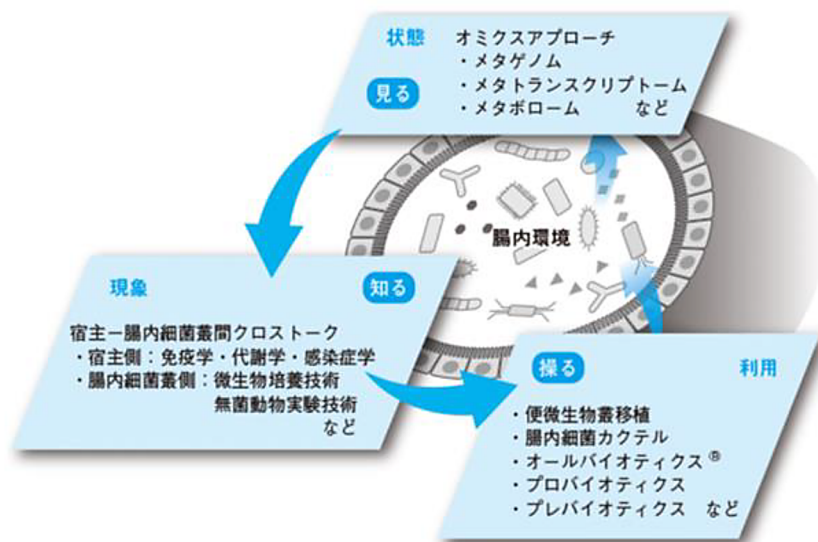 状態 オミクスアプローチ
・メタゲノム
見る ・メタトランスクリプトーム
・メタボローム など
腸内環境
現象 知る
宿主ー腸内細菌叢間クロストーク
・宿主側：免疫学・代謝学・感染症学
・腸内細菌叢側：微生物培養技術
無菌動物実験技術
など
操る 利用
・便微生物叢移植
・腸内細菌カクテル
・オールバイオティクス®
・プロバイオティクス
・プレバイオティクス など